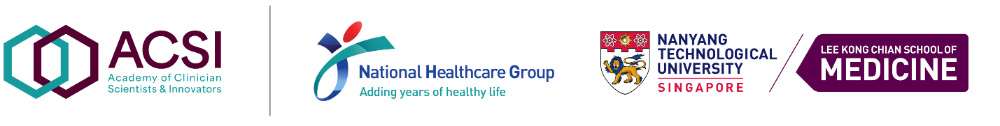 ACSI
Academy of Clinician
Scientists & Innovators
National Healthcare Group
Adding years of healthy life
NANYANG
TECHNOLOGICAL
UNIVERSITY
SINGAPORE
LEE KONG CHIAN SCHOOL OF
MEDICINE